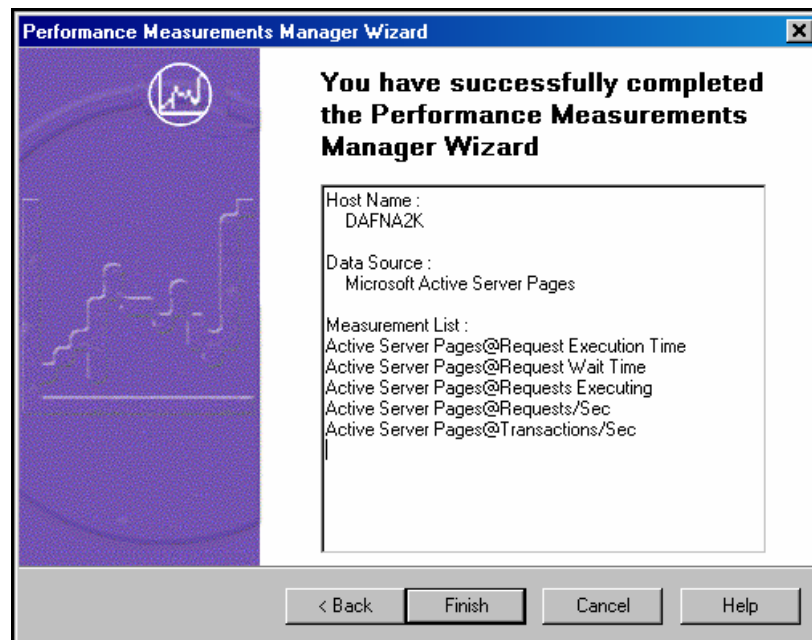 Performance Measurements Manager Wizard
You have successfully completed
the Performance Measurements
Manager Wizard
Host Name :
DAFNA2K
Data Source :
Microsoft Active Server Pages
Measurement List :
Active Server Pages@Request Execution Time
Active Server Pages@Request Wait Time
Active Server Pages@Requests Executing
Active Server Pages@Requests/Sec
Active Server Pages@Transactions/Sec
< Back Finish Cancel Help